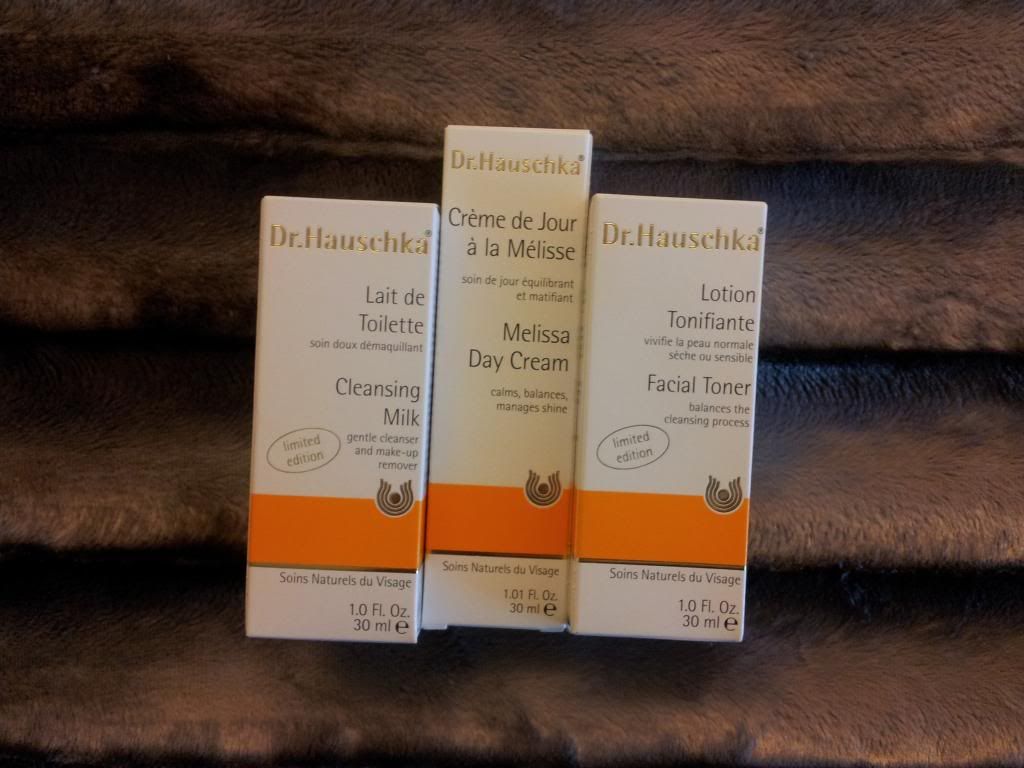 Dr.Hauschka®
Lait de
Toilette
soin doux démaquillant
Cleansing
Milk
limited
edition
gentle cleanser
and make-up
remover
Soins Naturels du Visage
1.0 Fl. Oz.
30 ml ℮
Dr.Hauschka®
Crème de Jour
à la Mélisse
soin de jour équilibrant
et matifiant
Melissa
Day Cream
calms, balances,
manages shine
Soins Naturels du Visage
1.01 Fl. Oz.
30 ml ℮
Dr.Hauschka®
Lotion
Tonifiante
vivifie la peau normale
sèche ou sensible
Facial Toner
balances the
cleansing process
limited
edition
Soins Naturels du Visage
1.0 Fl. Oz.
30 ml ℮